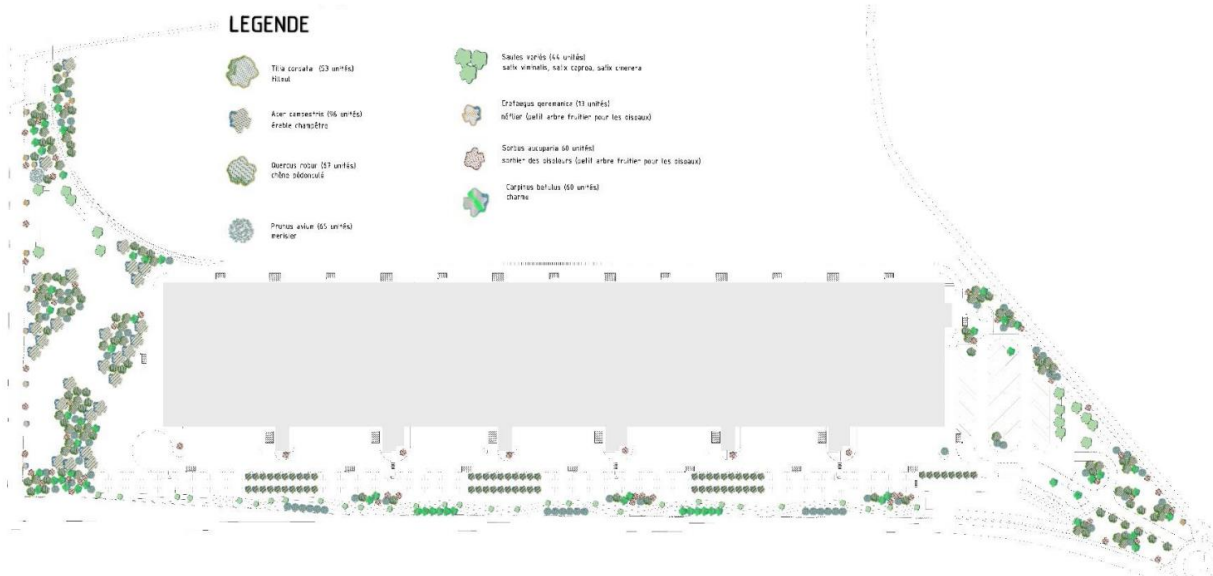 LEGENDE
Tilia cordata (53 unités)
tilleul
Acer campestris (96 unités)
érable champêtre
Quercus robur (57 unités)
chêne pédonculé
Prunus avium (65 unités)
merisier
Saules variés (44 unités)
salix viminalis, salix caprea, salix cinerera
Crataegus geremanica (13 unités)
néflier (petit arbre fruitier pour les oiseaux)
Sorbus aucuparia 60 unités)
sorbier des oiseleurs (petit arbre fruitier pour les oiseaux)
Carpinus betulus (60 unités)
charme